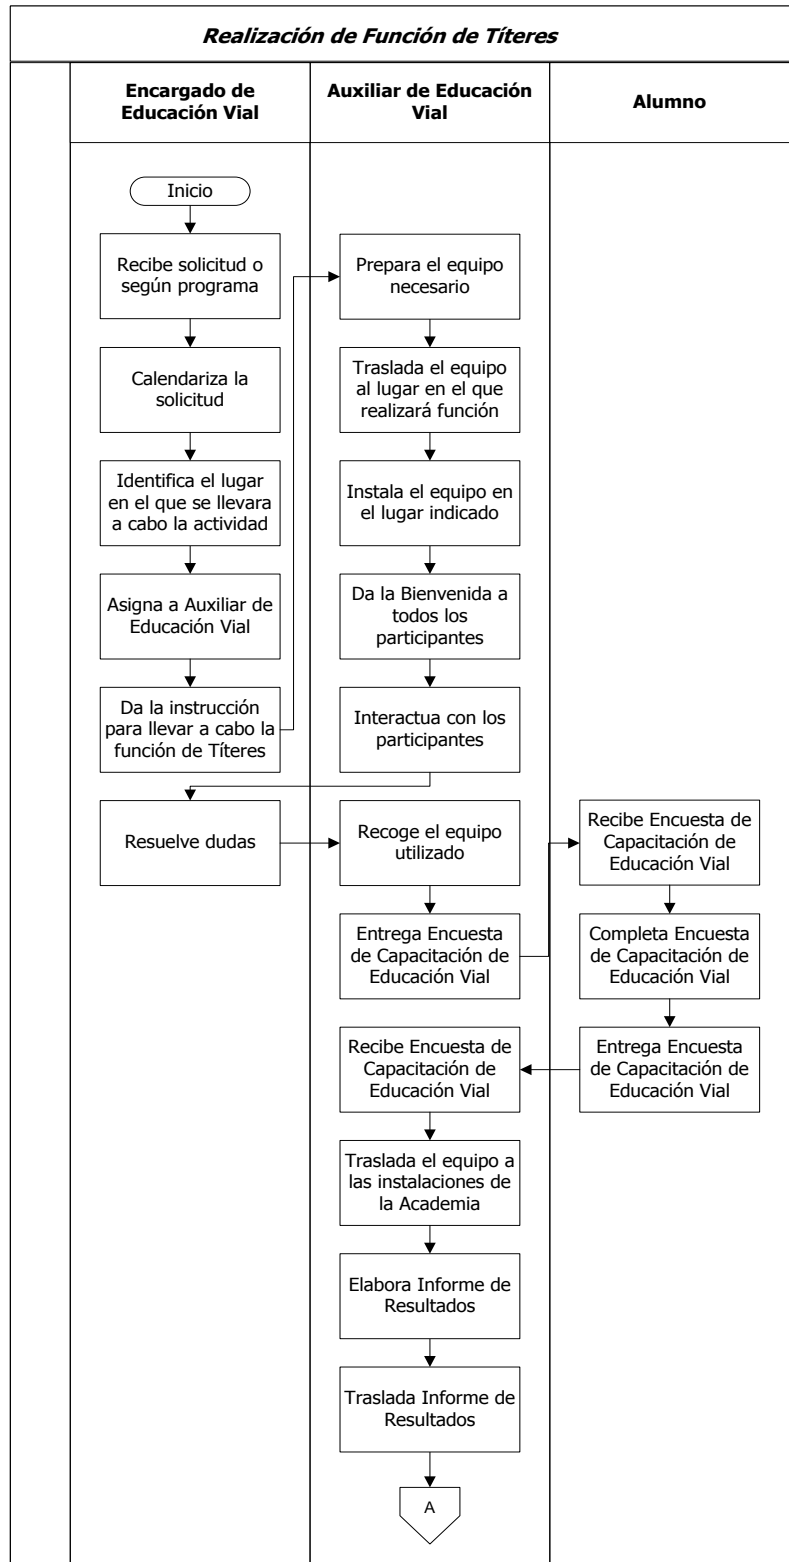 Realización de Función de Títeres
Encargado de
Educación Vial
Auxiliar de Educación
Vial
Alumno
Inicio
Recibe solicitud o
según programa
Calendariza la
solicitud
Identifica el lugar
en el que se llevara
a cabo la actividad
Asigna a Auxiliar de
Educación Vial
Da la instrucción
para llevar a cabo la
función de Títeres
Prepara el equipo
necesario
Traslada el equipo
al lugar en el que
realizará función
Instala el equipo en
el lugar indicado
Da la Bienvenida a
todos los
participantes
Interactua con los
participantes
Resuelve dudas
Recoge el equipo
utilizado
Entrega Encuesta
de Capacitación de
Educación Vial
Recibe Encuesta de
Capacitación de
Educación Vial
Completa Encuesta
de Capacitación de
Educación Vial
Entrega Encuesta
de Capacitación de
Educación Vial
Recibe Encuesta de
Capacitación de
Educación Vial
Traslada el equipo a
las instalaciones de
la Academia
Elabora Informe de
Resultados
Traslada Informe de
Resultados
A